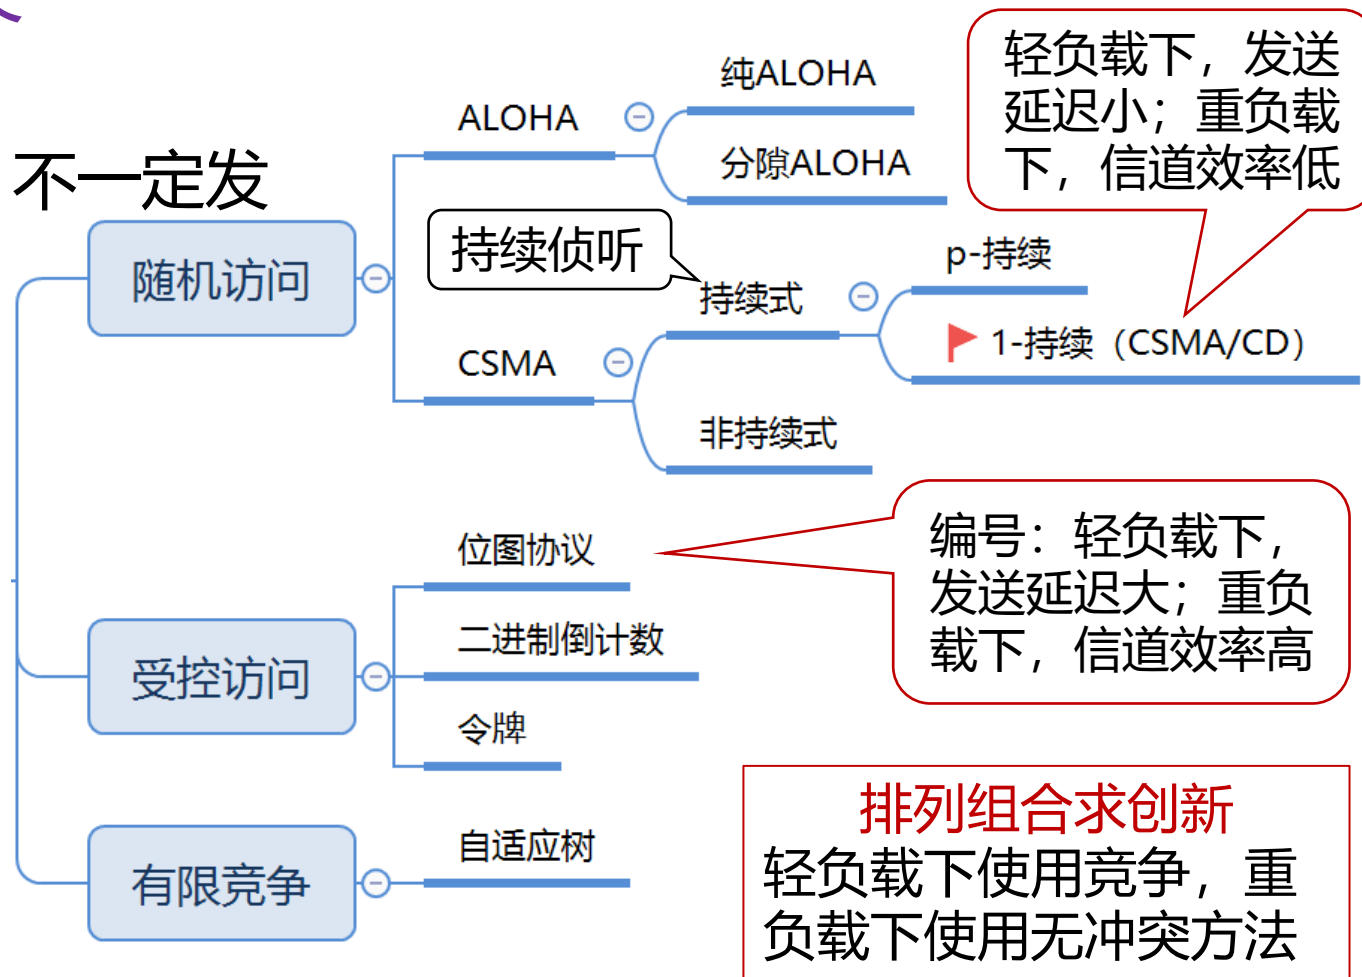 不一定发
随机访问
ALOHA
纯ALOHA
分隙ALOHA
CSMA
持续侦听
持续式
p-持续
1-持续（CSMA/CD）
非持续式
轻负载下，发送
延迟小；重负载
下，信道效率低
受控访问
位图协议
二进制倒计数
令牌
编号：轻负载下，
发送延迟大；重负
载下，信道效率高
有限竞争
自适应树
排列组合求创新
轻负载下使用竞争，重
负载下使用无冲突方法